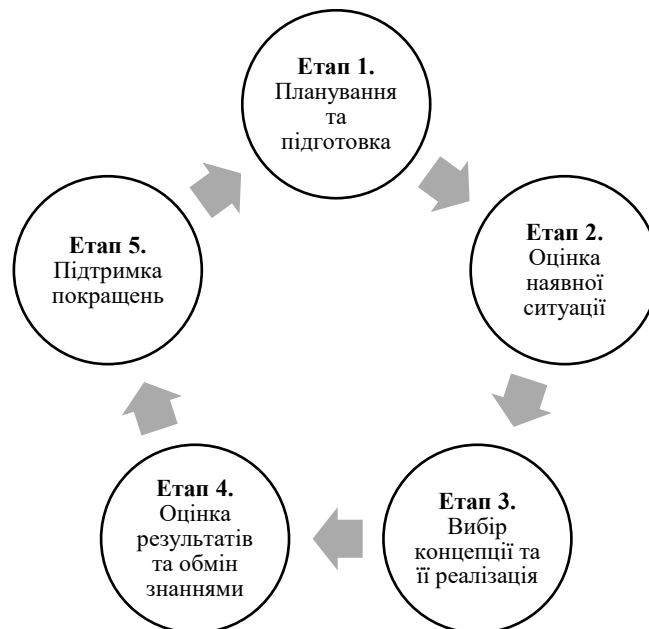 Етап 1.
Планування
та
підготовка
Етап 2.
Оцінка
наявної
ситуації
Етап 3.
Вибір
концепції та
її реалізація
Етап 4.
Оцінка
результатів
та обмін
знаннями
Етап 5.
Підтримка
покращень